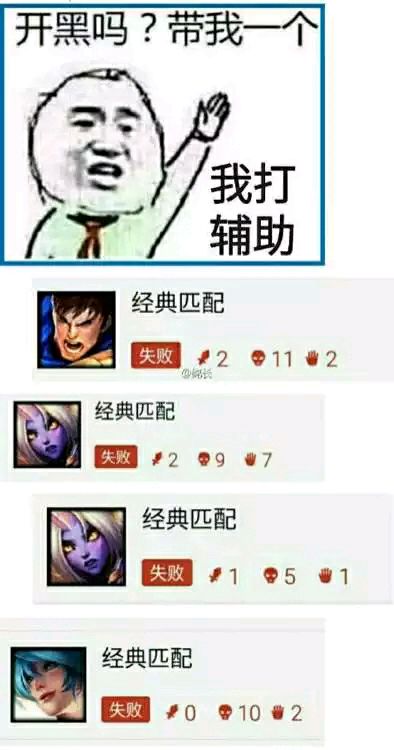 开黑吗？带我一个
我打
辅助
经典匹配
失败 2 11 2
经典匹配
失败 2 9 7
经典匹配
失败 1 5 1
经典匹配
失败 0 10 2